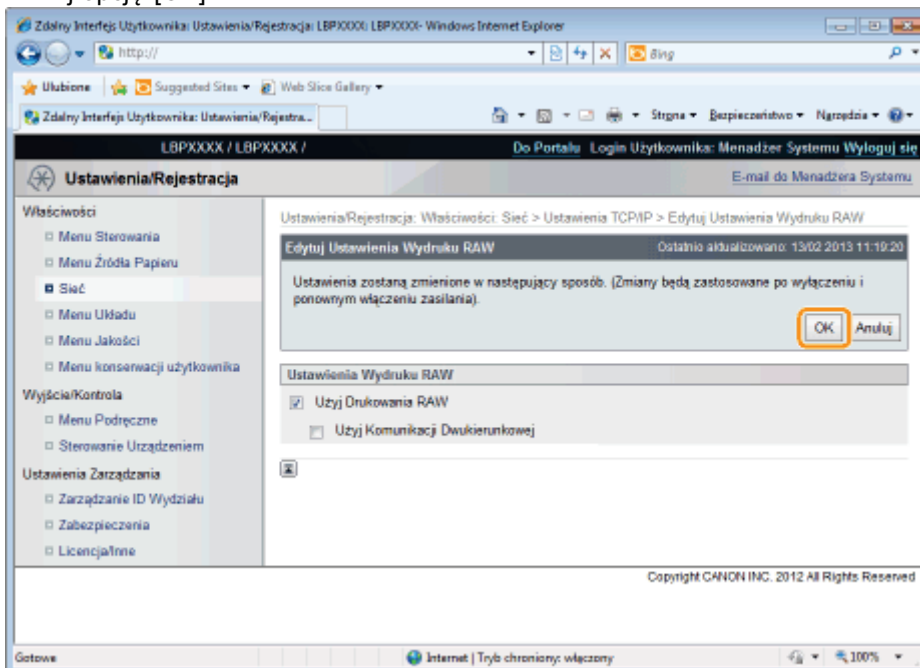 Zdalny Interfejs Użytkownika: Ustawienia/Rejestracja: LBPXXXX: LBPXXXX- Windows Internet Explorer
http://
Bing
Ulubione Suggested Sites Web Slice Gallery
Zdalny Interfejs Użytkownika: Ustawienia/Rejestra... Strona Bezpieczeństwo Narzędzia
LBPXXXX / LBPXXXX / Do Portalu Login Użytkownika: Menadżer Systemu Wyloguj się
Ustawienia/Rejestracja E-mail do Menadżera Systemu
Właściwości
Menu Sterowania
Menu Źródła Papieru
Sieć
Menu Układu
Menu Jakości
Menu konserwacji użytkownika
Wyjście/Kontrola
Menu Podręczne
Sterowanie Urządzeniem
Ustawienia Zarządzania
Zarządzanie ID Wydziału
Zabezpieczenia
Licencja/Inne
Ustawienia/Rejestracja: Właściwości: Sieć > Ustawienia TCP/IP > Edytuj Ustawienia Wydruku RAW
Edytuj Ustawienia Wydruku RAW Ostatnio aktualizowano: 13/02 2013 11:19:20
Ustawienia zostaną zmienione w następujący sposób. (Zmiany będą zastosowane po wyłączeniu i
ponownym włączeniu zasilania).
OK Anuluj
Ustawienia Wydruku RAW
Użyj Drukowania RAW
Użyj Komunikacji Dwukierunkowej
Copyright CANON INC. 2012 All Rights Reserved
Gotowe Internet | Tryb chroniony: włączony 100%